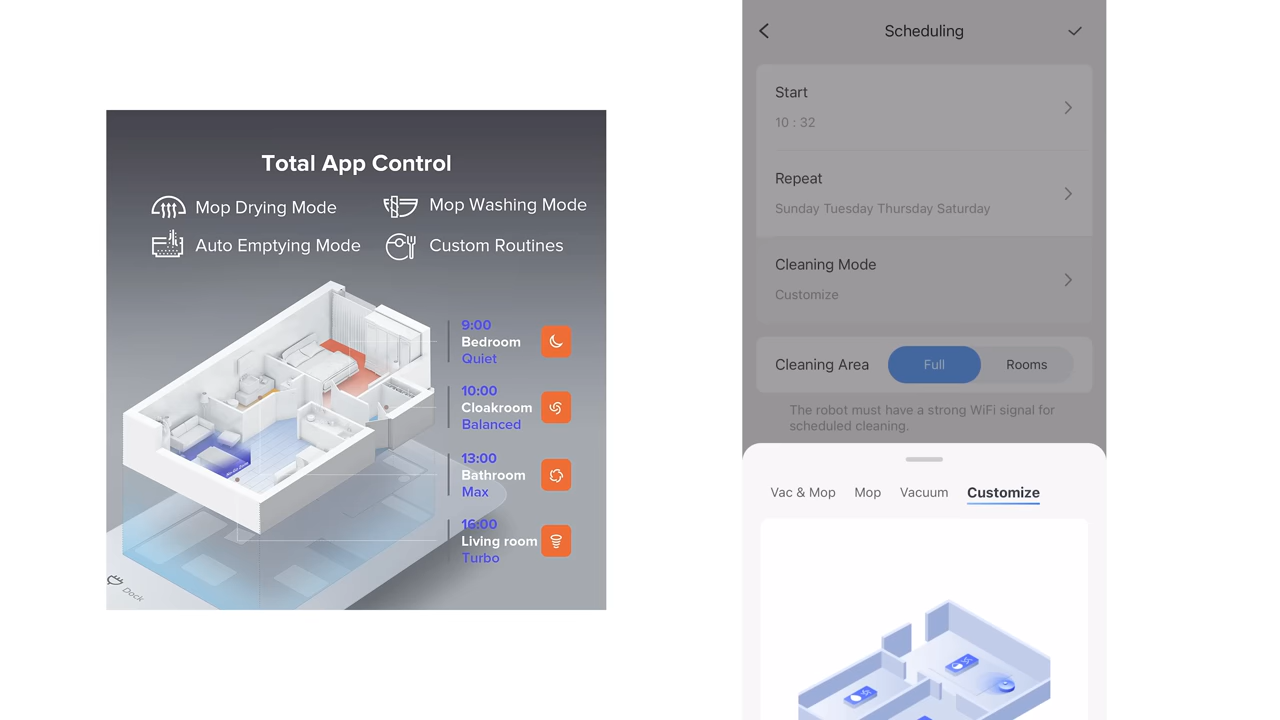 Total App Control
Mop Drying Mode
Mop Washing Mode
Auto Emptying Mode
Custom Routines
9:00
Bedroom
Quiet
10:00
Cloakroom
Balanced
13:00
Bathroom
Max
16:00
Living room
Turbo
Dock
Scheduling
Start
10 : 32
Repeat
Sunday Tuesday Thursday Saturday
Cleaning Mode
Customize
Cleaning Area
Full
Rooms
The robot must have a strong WiFi signal for
scheduled cleaning.
Vac & Mop
Mop
Vacuum
Customize